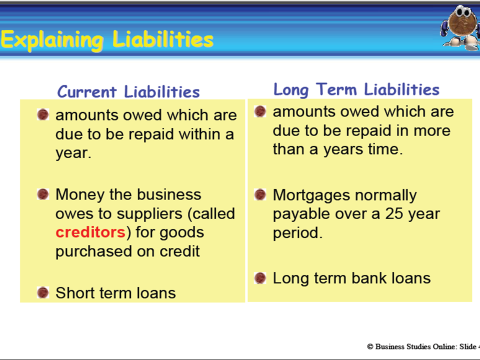 Explaining Liabilities
Current Liabilities
amounts owed which are
due to be repaid within a
year.
Money the business
owes to suppliers (called
creditors) for goods
purchased on credit
Short term loans
Long Term Liabilities
amounts owed which are
due to be repaid in more
than a years time.
Mortgages normally
payable over a 25 year
period.
Long term bank loans
© Business Studies Online: Slide 4